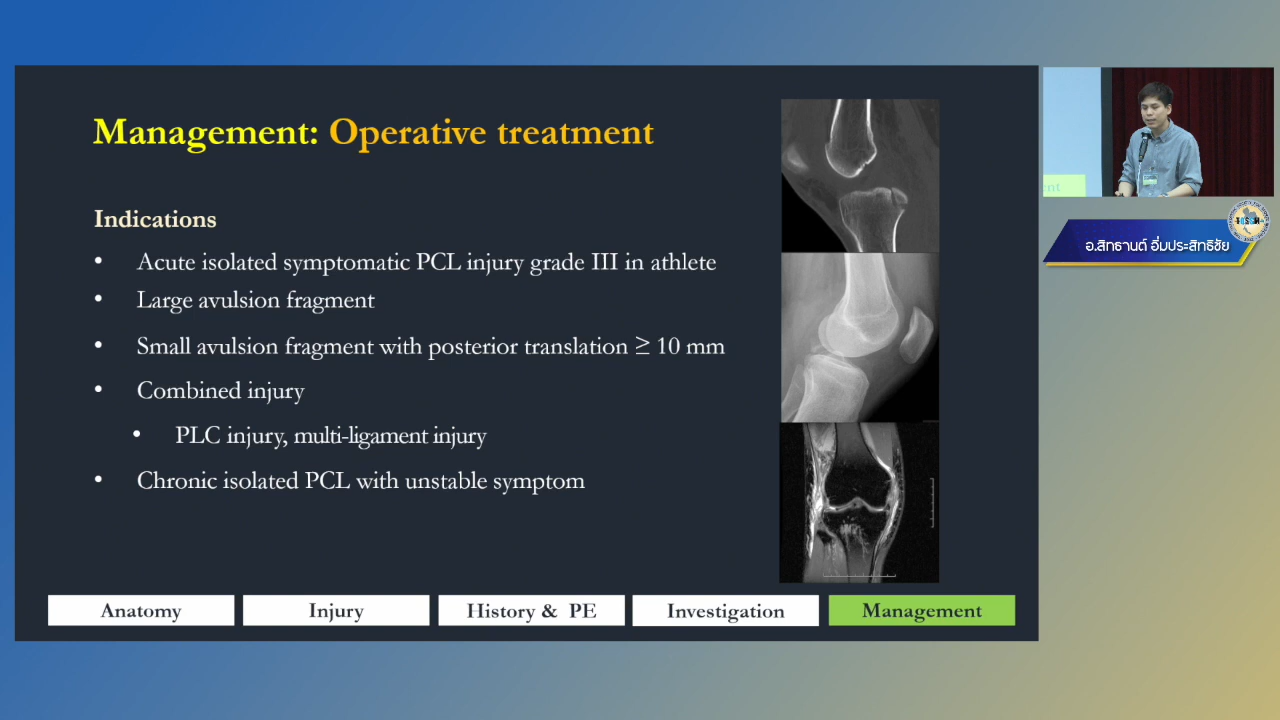 Management: Operative treatment
Indications
• Acute isolated symptomatic PCL injury grade III in athlete
• Large avulsion fragment
• Small avulsion fragment with posterior translation ≥ 10 mm
• Combined injury
• PLC injury, multi-ligament injury
• Chronic isolated PCL with unstable symptom
Anatomy
Injury
History & PE
Investigation
Management
อ.สิทธานต์ อิ่มประสิทธิชัย